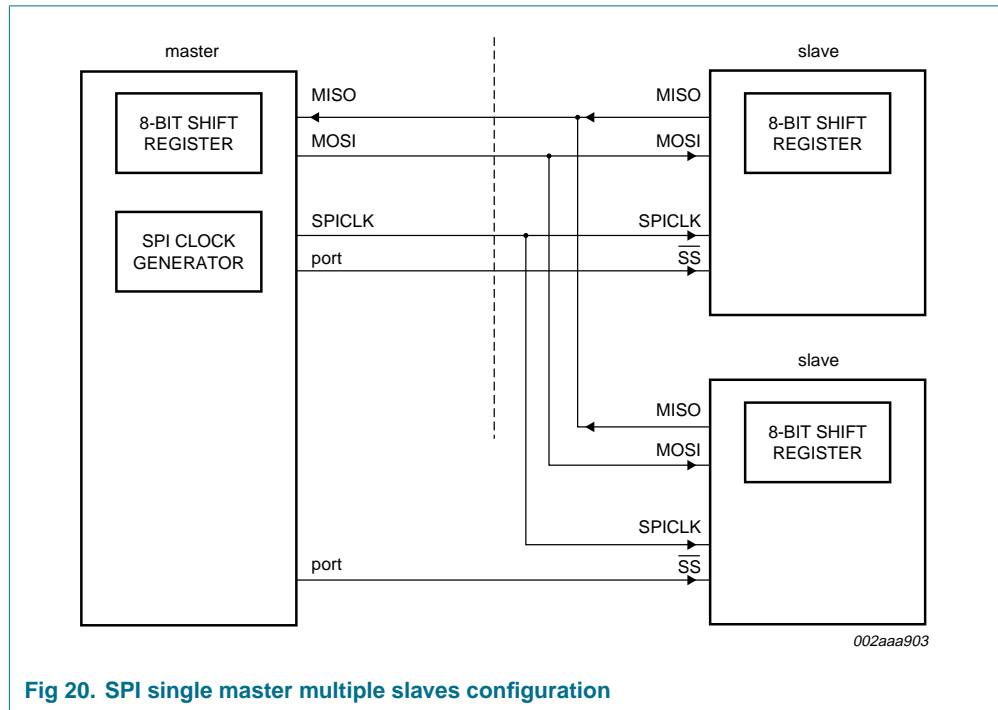 master
slave
MISO
MISO
8-BIT SHIFT
REGISTER
8-BIT SHIFT
REGISTER
MOSI
MOSI
SPICLK
SPICLK
SPI CLOCK
GENERATOR
port
SS
slave
MISO
8-BIT SHIFT
REGISTER
MOSI
SPICLK
port
SS
002aaa903
Fig 20. SPI single master multiple slaves configuration